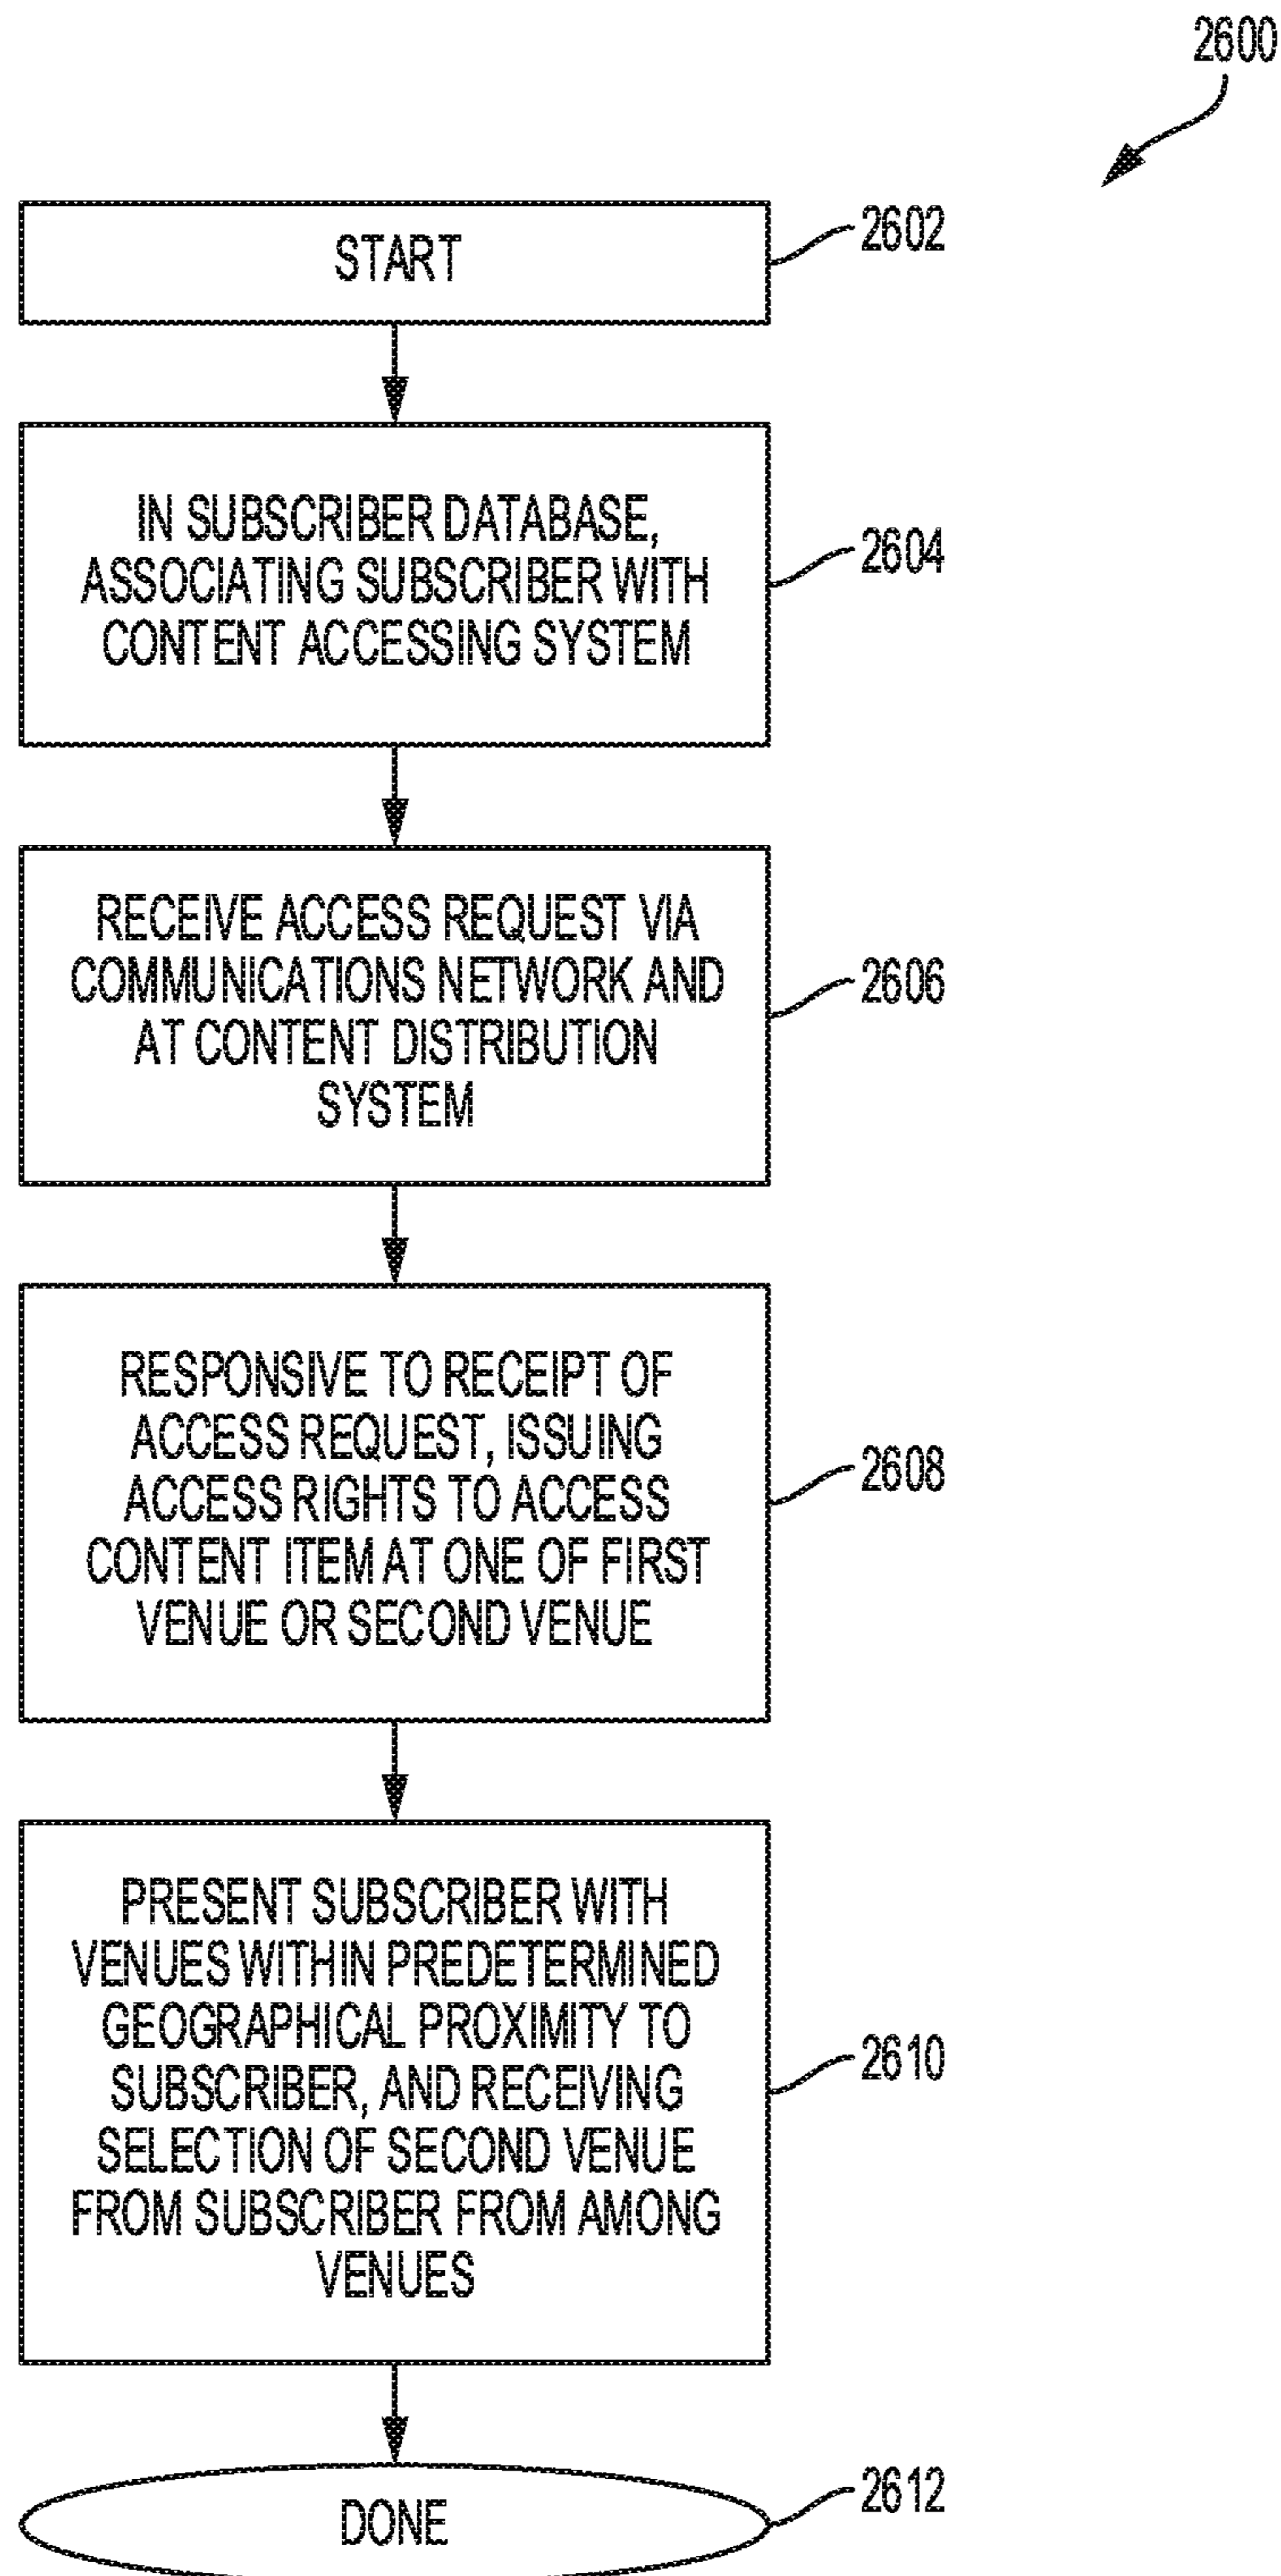 2600
START
2602
IN SUBSCRIBER DATABASE,
ASSOCIATING SUBSCRIBER WITH
CONTENT ACCESSING SYSTEM
2604
RECEIVE ACCESS REQUEST VIA
COMMUNICATIONS NETWORK AND
AT CONTENT DISTRIBUTION
SYSTEM
2606
RESPONSIVE TO RECEIPT OF
ACCESS REQUEST, ISSUING
ACCESS RIGHTS TO ACCESS
CONTENT ITEM AT ONE OF FIRST
VENUE OR SECOND VENUE
2608
PRESENT SUBSCRIBER WITH
VENUES WITHIN PREDETERMINED
GEOGRAPHICAL PROXIMITY TO
SUBSCRIBER, AND RECEIVING
SELECTION OF SECOND VENUE
FROM SUBSCRIBER FROM AMONG
VENUES
2610
DONE
2612